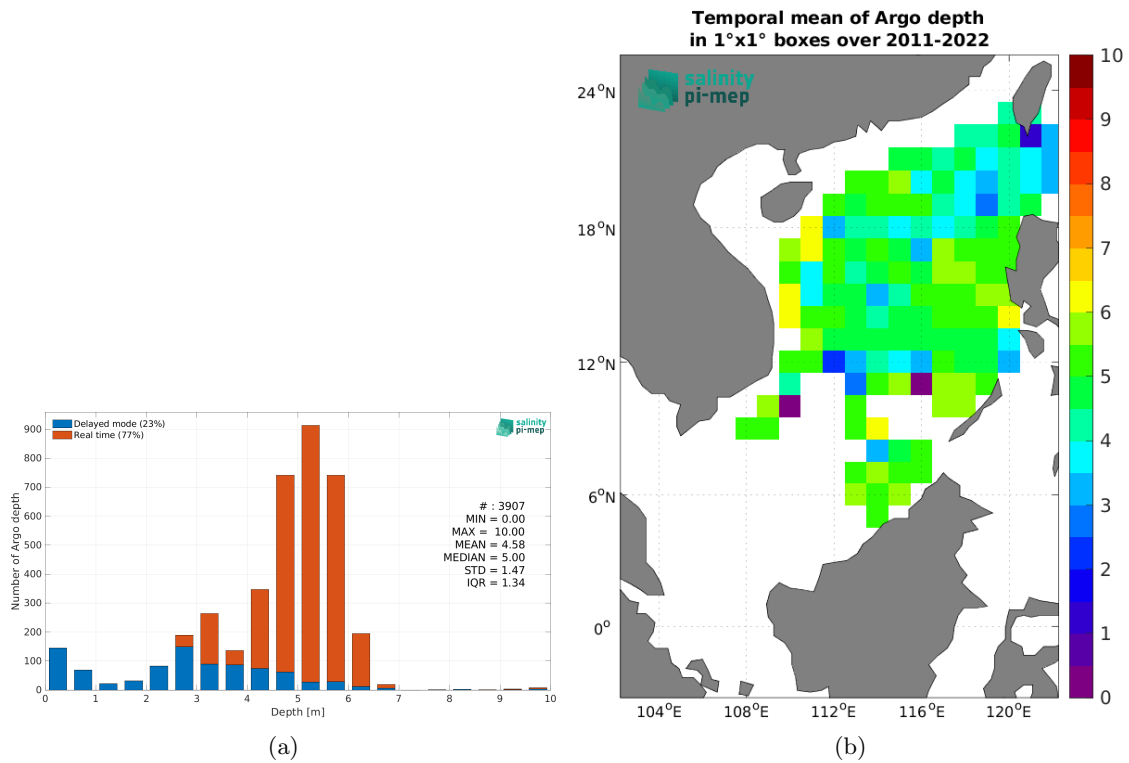 Temporal mean of Argo depth
in 1°x1° boxes over 2011-2022
salinity
pi-mep
24°N
18°N
12°N
6°N
0°
104°E
108°E
112°E
116°E
120°E
10
9
8
7
6
5
4
3
2
1
0
Delayed mode (23%)
Real time (77%)
salinity
pi-mep
# : 3907
MIN = 0.00
MAX = 10.00
MEAN = 4.58
MEDIAN = 5.00
STD = 1.47
IQR = 1.34
Number of Argo depth
900
800
700
600
500
400
300
200
100
0
0 1 2 3 4 5 6 7 8 9 10
Depth [m]
(a)
(b)